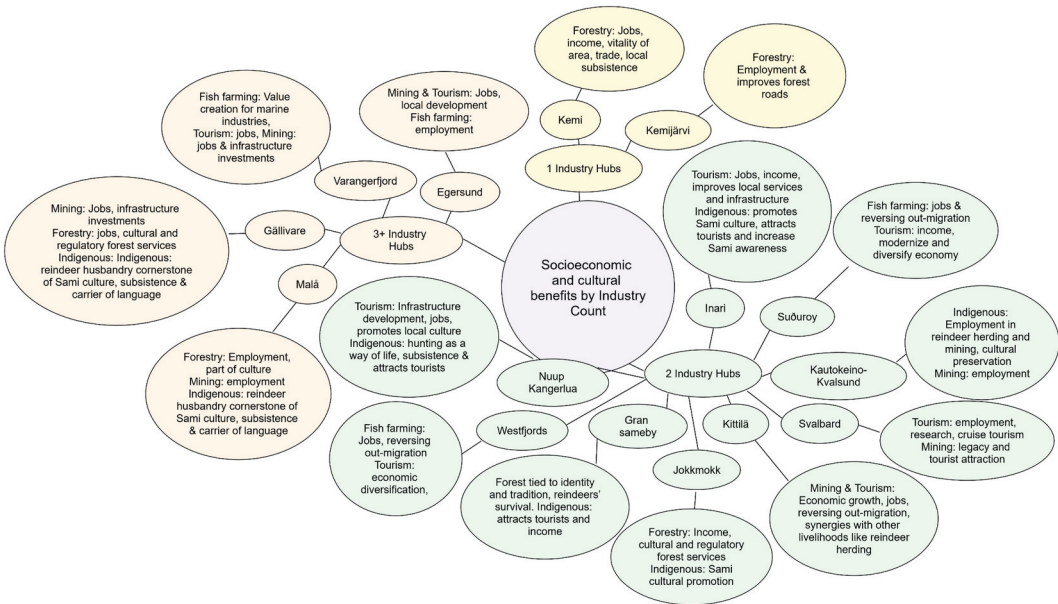 Forestry: Jobs,
income, vitality of
area, trade, local
subsistence
Forestry:
Employment &
improves forest
roads
Kemi
Kemijärvi
1 Industry Hubs
Fish farming: Value
creation for marine
industries,
Tourism: jobs, Mining:
jobs & infrastructure
investments
Mining & Tourism: Jobs,
local development
Fish farming:
employment
Varangerfjord
Egersund
Mining: Jobs, infrastructure
investments
Forestry: jobs, cultural and
regulatory forest services
Indigenous: Indigenous:
reindeer husbandry cornerstone
of Sami culture, subsistence &
carrier of language
Gällivare
3+ Industry
Hubs
Malå
Forestry: Employment,
part of culture
Mining: employment
Indigenous: reindeer
husbandry cornerstone of
Sami culture, subsistence
& carrier of language
Socioeconomic
and cultural
benefits by Industry
Count
Tourism: Jobs, income,
improves local services
and infrastructure
Indigenous: promotes
Sami culture, attracts
tourists and increase
Sami awareness
Fish farming: jobs &
reversing out-migration
Tourism: income,
modernize and
diversify economy
Inari
Suðuroy
Tourism: Infrastructure
development, jobs,
promotes local culture
Indigenous: hunting as a
way of life, subsistence &
attracts tourists
Nuup
Kangerlua
2 Industry Hubs
Kautokeino-
Kvalsund
Indigenous:
Employment in
reindeer herding and
mining, cultural
preservation
Mining: employment
Westfjords
Gran
sameby
Jokkmokk
Kittilä
Svalbard
Fish farming:
Jobs, reversing
out-migration
Tourism:
economic
diversification,
Forest tied to
identity and
tradition, reindeers'
survival. Indigenous:
attracts tourists and
income
Forestry: Income,
cultural and regulatory
forest services
Indigenous: Sami
cultural promotion
Mining & Tourism:
Economic growth, jobs,
reversing out-migration,
synergies with other
livelihoods like reindeer
herding
Tourism: employment,
research, cruise tourism
Mining: legacy and
tourist attraction